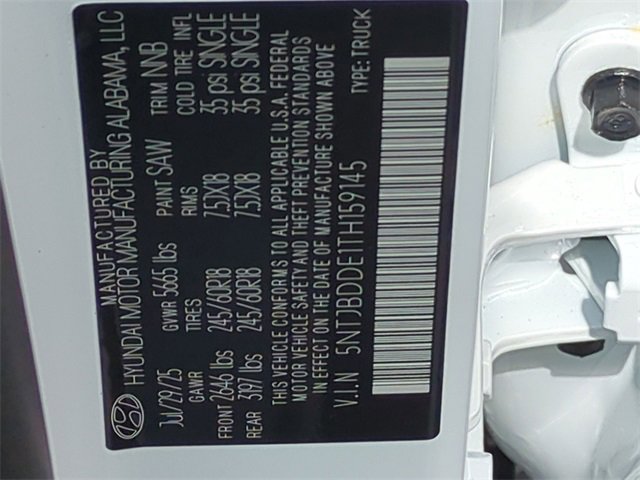 MANUFACTURED BY
HYUNDAI MOTOR MANUFACTURING ALABAMA, LLC
Jul/29/25 GVWR 5665 lbs PAINT SAW TRIM NNB
GAWR TIRES RIMS COLD TIRE INFL
FRONT 2646 lbs 245/60R18 7.5JX18 35 psi SINGLE
REAR 3197 lbs 245/60R18 7.5JX18 35 psi SINGLE
THIS VEHICLE CONFORMS TO ALL APPLICABLE U.S.A. FEDERAL
MOTOR VEHICLE SAFETY AND THEFT PREVENTION STANDARDS
IN EFFECT ON THE DATE OF MANUFACTURE SHOWN ABOVE
V.I.N 5NTJBDDE1TH159145 TYPE: TRUCK